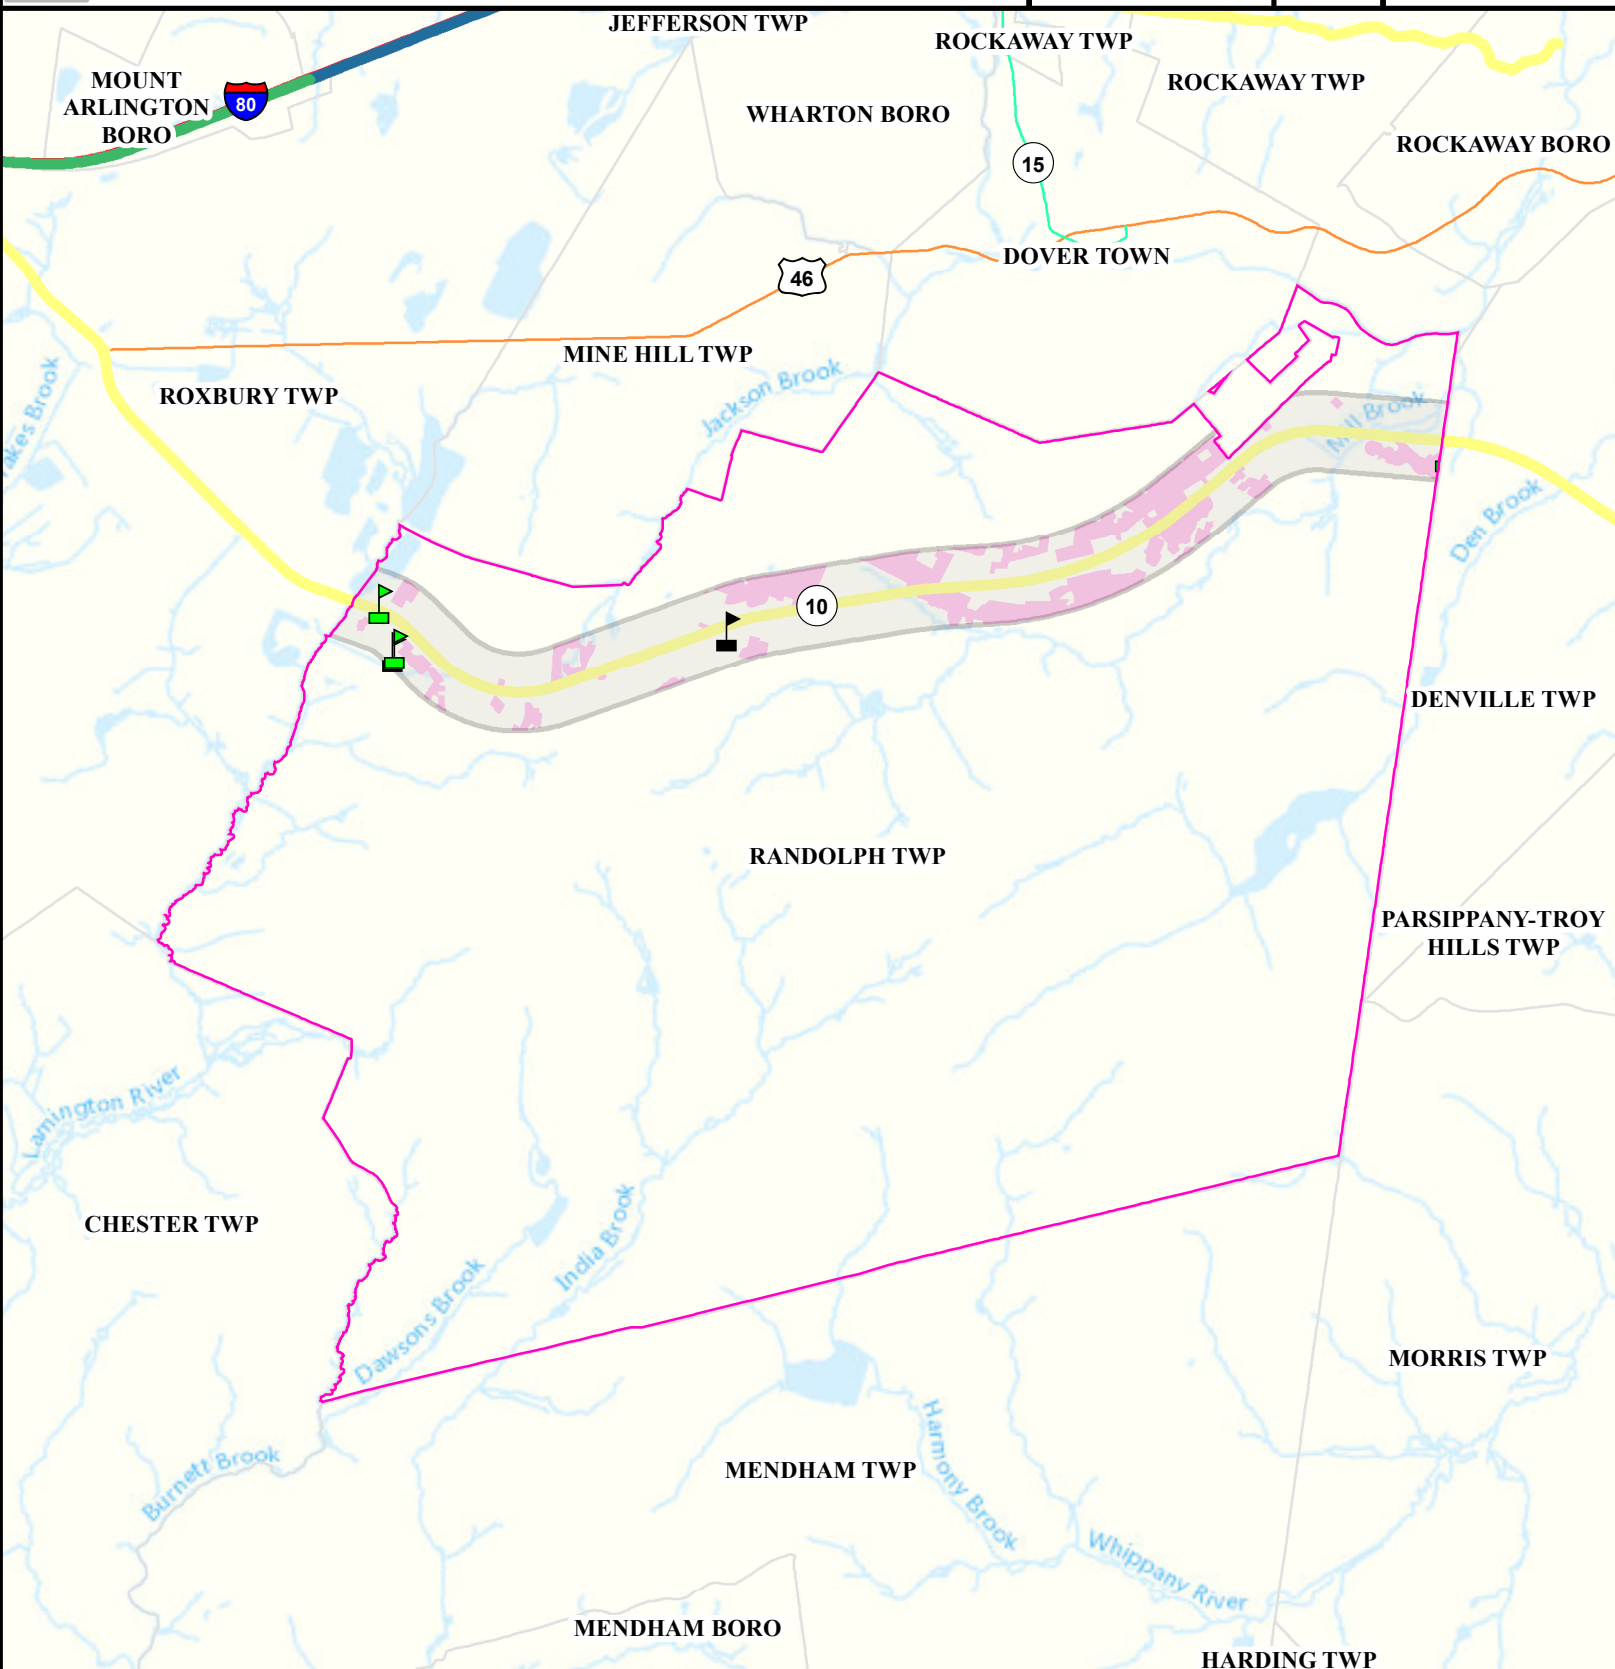 JEFFERSON TWP
ROCKAWAY TWP
ROCKAWAY TWP
MOUNT
ARLINGTON
BORO
80
WHARTON BORO
ROCKAWAY BORO
15
DOVER TOWN
46
MINE HILL TWP
ROXBURY TWP
Jackson Brook
akes Brook
Mill Brook
Den Brook
10
DENVILLE TWP
RANDOLPH TWP
PARSIPPANY-TROY
HILLS TWP
Lamington River
CHESTER TWP
India Brook
Dawsons Brook
MORRIS TWP
Burnett Brook
MENDHAM TWP
Harmony Brook
Whippany River
MENDHAM BORO
HARDING TWP